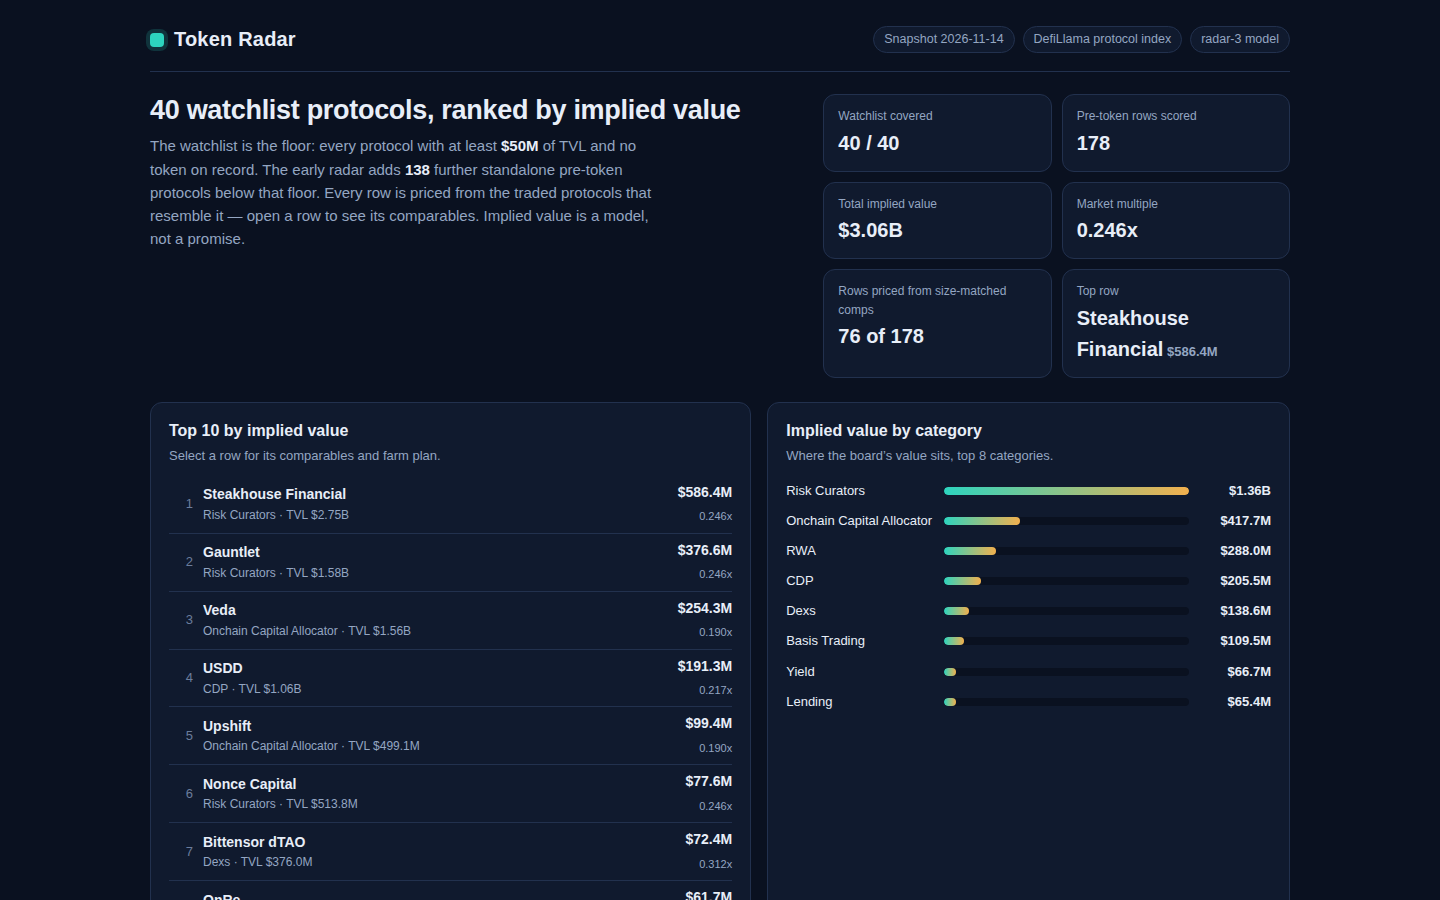 Token Radar
Snapshot 2026-11-14
DefiLlama protocol index
radar-3 model
40 watchlist protocols, ranked by implied value
The watchlist is the floor: every protocol with at least $50M of TVL and no
token on record. The early radar adds 138 further standalone pre-token
protocols below that floor. Every row is priced from the traded protocols that
resemble it — open a row to see its comparables. Implied value is a model,
not a promise.
Watchlist covered
40 / 40
Pre-token rows scored
178
Total implied value
$3.06B
Market multiple
0.246x
Rows priced from size-matched
comps
76 of 178
Top row
Steakhouse
Financial $586.4M
Top 10 by implied value
Select a row for its comparables and farm plan.
1
Steakhouse Financial
Risk Curators · TVL $2.75B
$586.4M
0.246x
2
Gauntlet
Risk Curators · TVL $1.58B
$376.6M
0.246x
3
Veda
Onchain Capital Allocator · TVL $1.56B
$254.3M
0.190x
4
USDD
CDP · TVL $1.06B
$191.3M
0.217x
5
Upshift
Onchain Capital Allocator · TVL $499.1M
$99.4M
0.190x
6
Nonce Capital
Risk Curators · TVL $513.8M
$77.6M
0.246x
7
Bittensor dTAO
Dexs · TVL $376.0M
$72.4M
0.312x
OnRe
$61.7M
Implied value by category
Where the board's value sits, top 8 categories.
Risk Curators $1.36B
Onchain Capital Allocator $417.7M
RWA $288.0M
CDP $205.5M
Dexs $138.6M
Basis Trading $109.5M
Yield $66.7M
Lending $65.4M